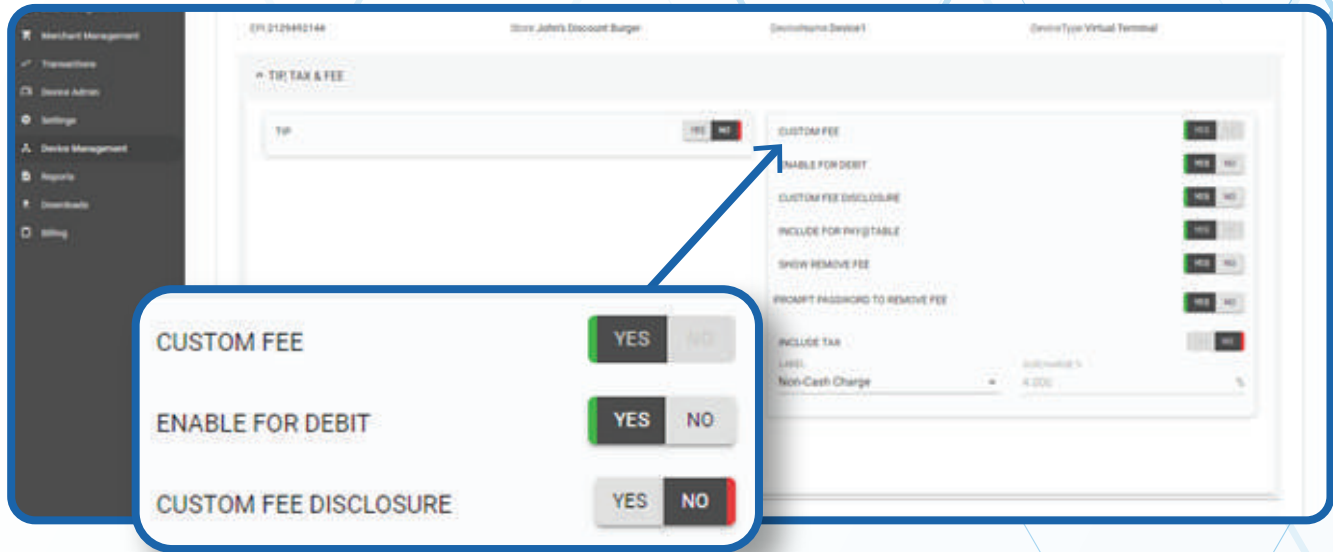 EPI:2129492144
Store: John's Discount Burger
DeviceName: Device1
DeviceType: Virtual Terminal
Merchant Management
Transactions
Device Admin
Settings
Device Management
Reports
Downloads
Billing
TIP, TAX & FEE
TIP
YES NO
CUSTOM FEE
YES
ENABLE FOR DEBIT
YES NO
CUSTOM FEE DISCLOSURE
YES NO
INCLUDE FOR PAY@TABLE
YES
SHOW REMOVE FEE
YES NO
PROMPT PASSWORD TO REMOVE FEE
YES NO
INCLUDE TAX
NO
LABEL
Non-Cash Charge
SURCHARGE %
4.000 %
CUSTOM FEE
YES NO
ENABLE FOR DEBIT
YES NO
CUSTOM FEE DISCLOSURE
YES NO